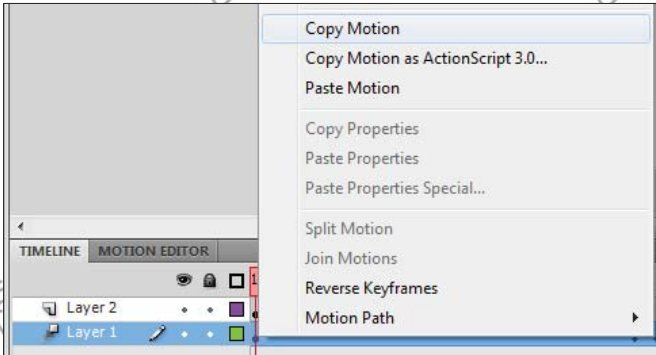 Copy Motion
Copy Motion as ActionScript 3.0...
Paste Motion
Copy Properties
Paste Properties
Paste Properties Special...
Split Motion
Join Motions
Reverse Keyframes
Motion Path
TIMELINE MOTION EDITOR
1
Layer 2
Layer 1